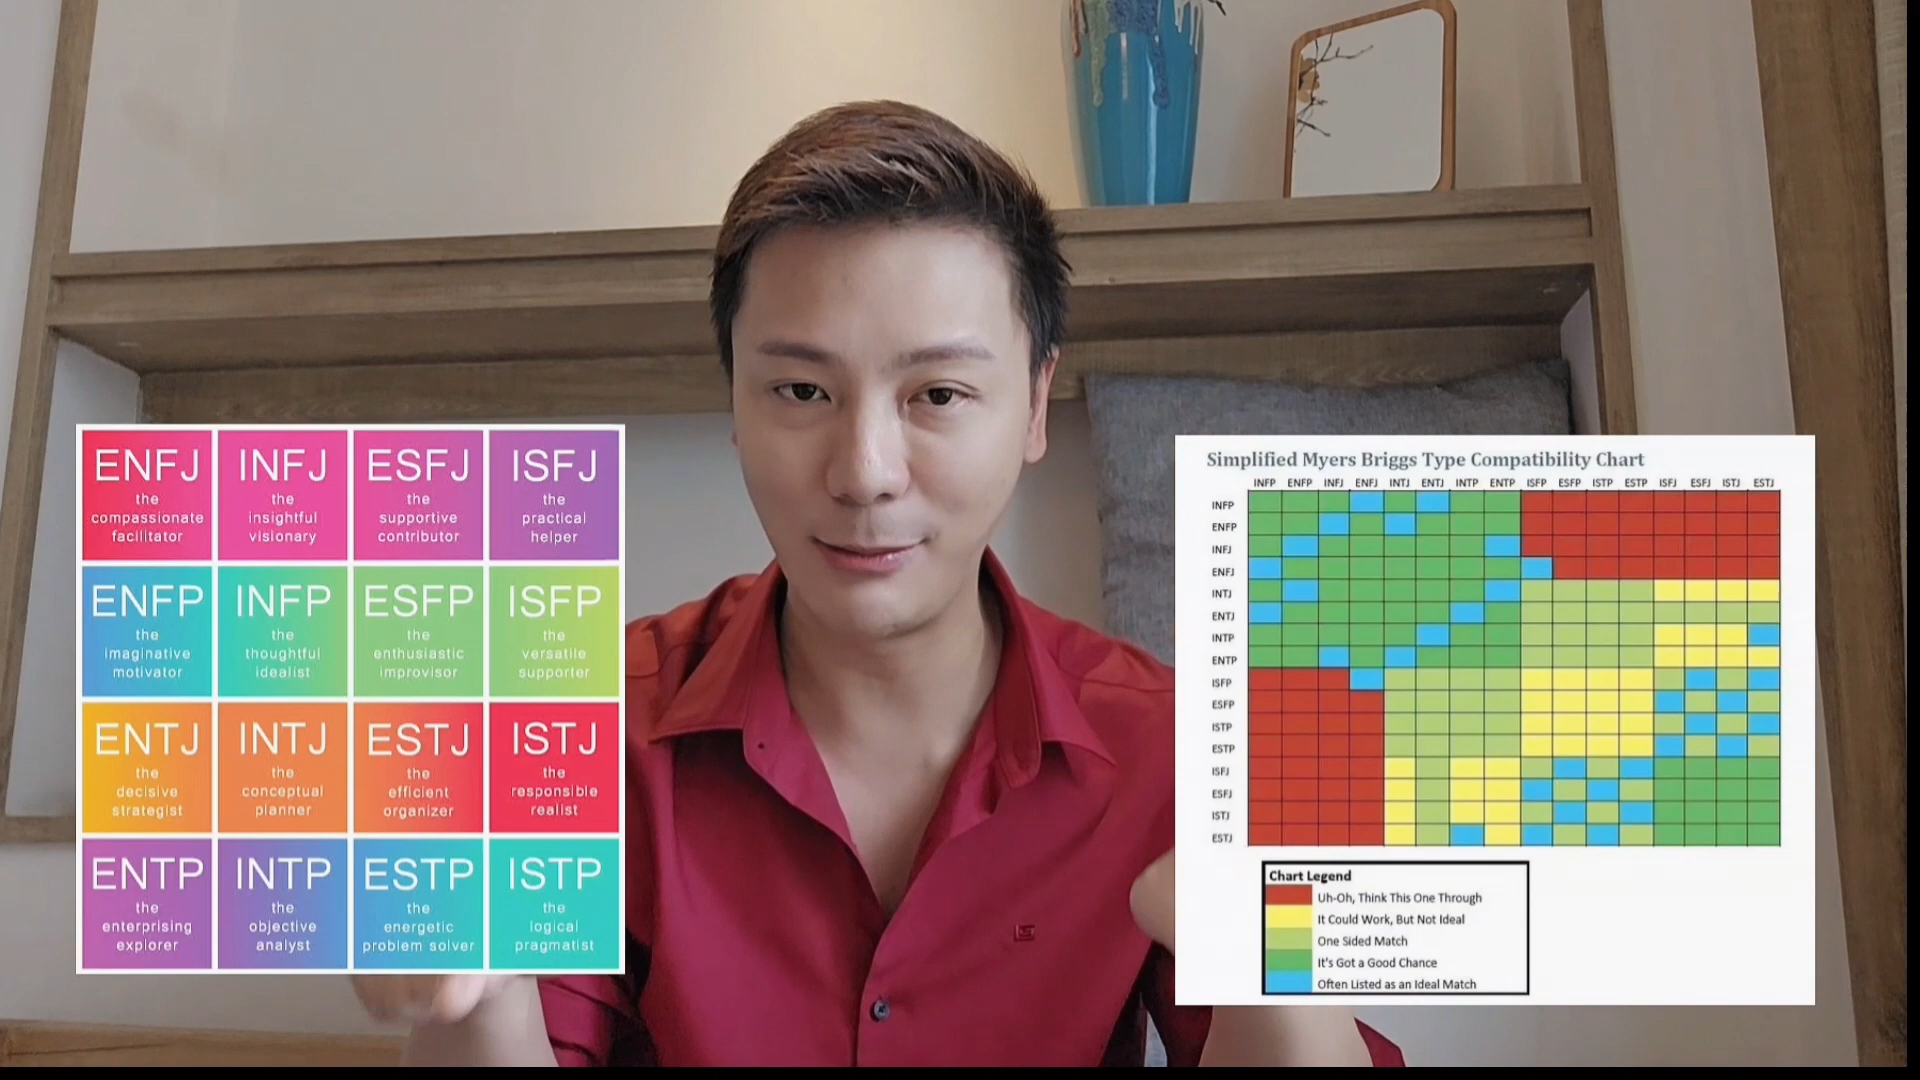 ENFJ
the
compassionate
facilitator
INFJ
the
insightful
visionary
ESFJ
the
supportive
contributor
ISFJ
the
practical
helper
ENFP
the
imaginative
motivator
INFP
the
thoughtful
idealist
ESFP
the
enthusiastic
improvisor
ISFP
the
versatile
supporter
ENTJ
the
decisive
strategist
INTJ
the
conceptual
planner
ESTJ
the
efficient
organizer
ISTJ
the
responsible
realist
ENTP
the
enterprising
explorer
INTP
the
objective
analyst
ESTP
the
energetic
problem solver
ISTP
the
logical
pragmatist
Simplified Myers Briggs Type Compatibility Chart
INFP ENFP INFJ ENFJ INTJ ENTJ INTP ENTP ISFP ESFP ISTP ESTP ISFJ ESFJ ISTJ ESTJ
INFP
ENFP
INFJ
ENFJ
INTJ
ENTJ
INTP
ENTP
ISFP
ESFP
ISTP
ESTP
ISFJ
ESFJ
ISTJ
ESTJ
Chart Legend
Uh-Oh, Think This One Through
It Could Work, But Not Ideal
One Sided Match
It's Got a Good Chance
Often Listed as an Ideal Match